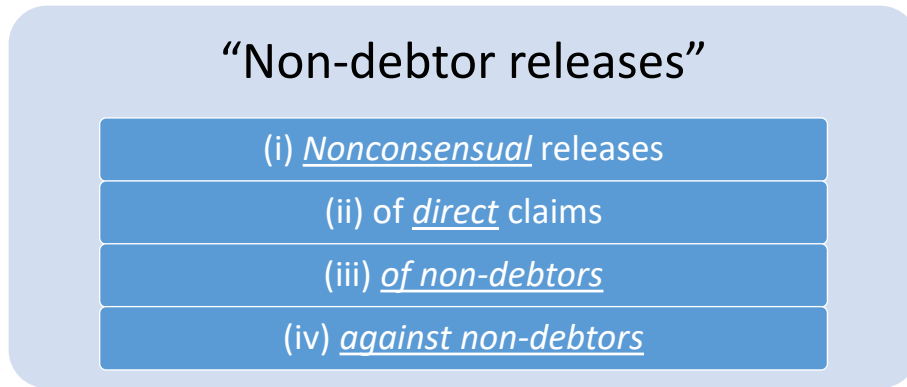 “Non-debtor releases”
(i) Nonconsensual releases
(ii) of direct claims
(iii) of non-debtors
(iv) against non-debtors